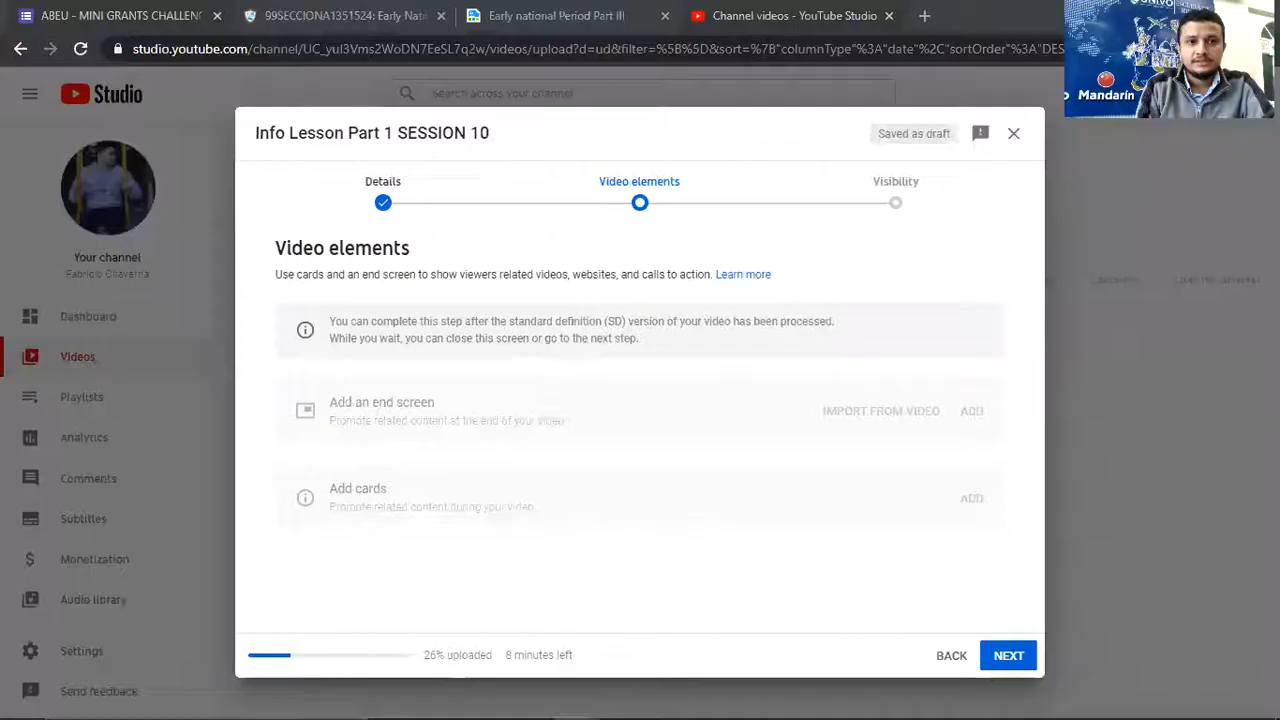 ABEU - MINI GRANTS CHALLENG
99SECCIONA1351524: Early Nati
Early national Period Part III
Channel videos - YouTube Studio
studio.youtube.com/channel/UC_yuI3Vms2WoDN7EeSL7q2w/videos/upload?d=ud&filter=%5B%5D&sort=%7B"columnType"%3A"date"%2C"sortOrder"%3A"DES
UNIVO
Mandarín
Studio
Search across your channel
Info Lesson Part 1 SESSION 10
Saved as draft
Details
Video elements
Visibility
Your channel
Fabricio Chavarria
Video elements
Use cards and an end screen to show viewers related videos, websites, and calls to action. Learn more
You can complete this step after the standard definition (SD) version of your video has been processed.
While you wait, you can close this screen or go to the next step.
Dashboard
Videos
Playlists
Analytics
Comments
Subtitles
Monetization
Audio library
Settings
Send feedback
Add an end screen
Promote related content at the end of your video
IMPORT FROM VIDEO
ADD
Add cards
Promote related content during your video
ADD
26% uploaded
8 minutes left
BACK
NEXT